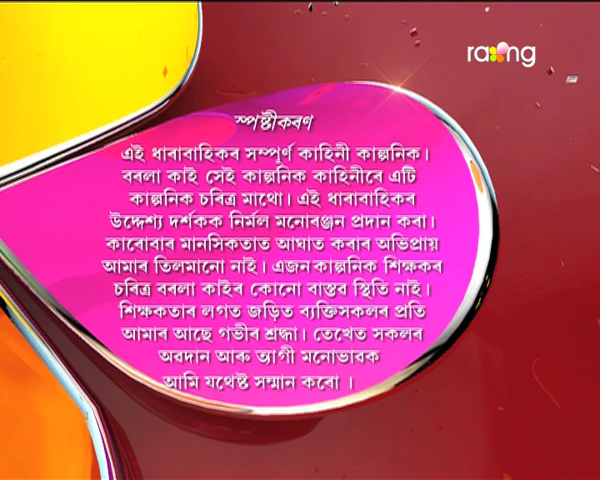 rang
স্পষ্টীকৰণ
এই ধাৰাবাহিকৰ সম্পূৰ্ণ কাহিনী কাল্পনিক।
বৰলা কাই সেই কাল্পনিক কাহিনীৰে এটি
কাল্পনিক চৰিত্ৰ মাথো। এই ধাৰাবাহিকৰ
উদ্দেশ্য দৰ্শকক নিৰ্মল মনোৰঞ্জন প্ৰদান কৰা।
কাৰোবাৰ মানসিকতাত আঘাত কৰাৰ অভিপ্ৰায়
আমাৰ তিলমানো নাই। এজন কাল্পনিক শিক্ষকৰ
চৰিত্ৰ বৰলা কাইৰ কোনো বাস্তৱ স্থিতি নাই।
শিক্ষকতাৰ লগত জড়িত ব্যক্তিসকলৰ প্ৰতি
আমাৰ আছে গভীৰ শ্ৰদ্ধা। তেখেত সকলৰ
অৱদান আৰু ত্যাগী মনোভাৱক
আমি যথেষ্ট সন্মান কৰো ।